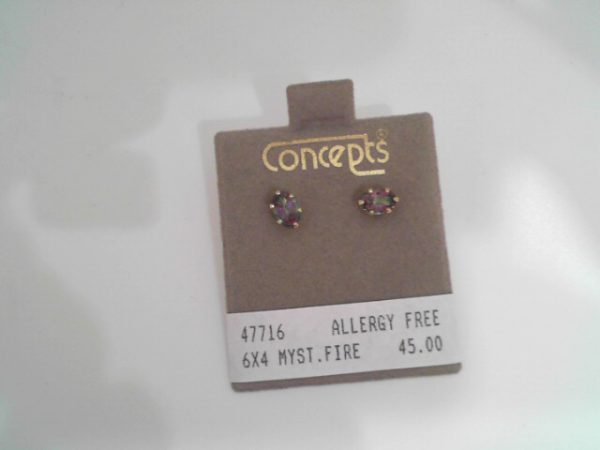 Concepts®
47716 ALLERGY FREE
6X4 MYST.FIRE 45.00